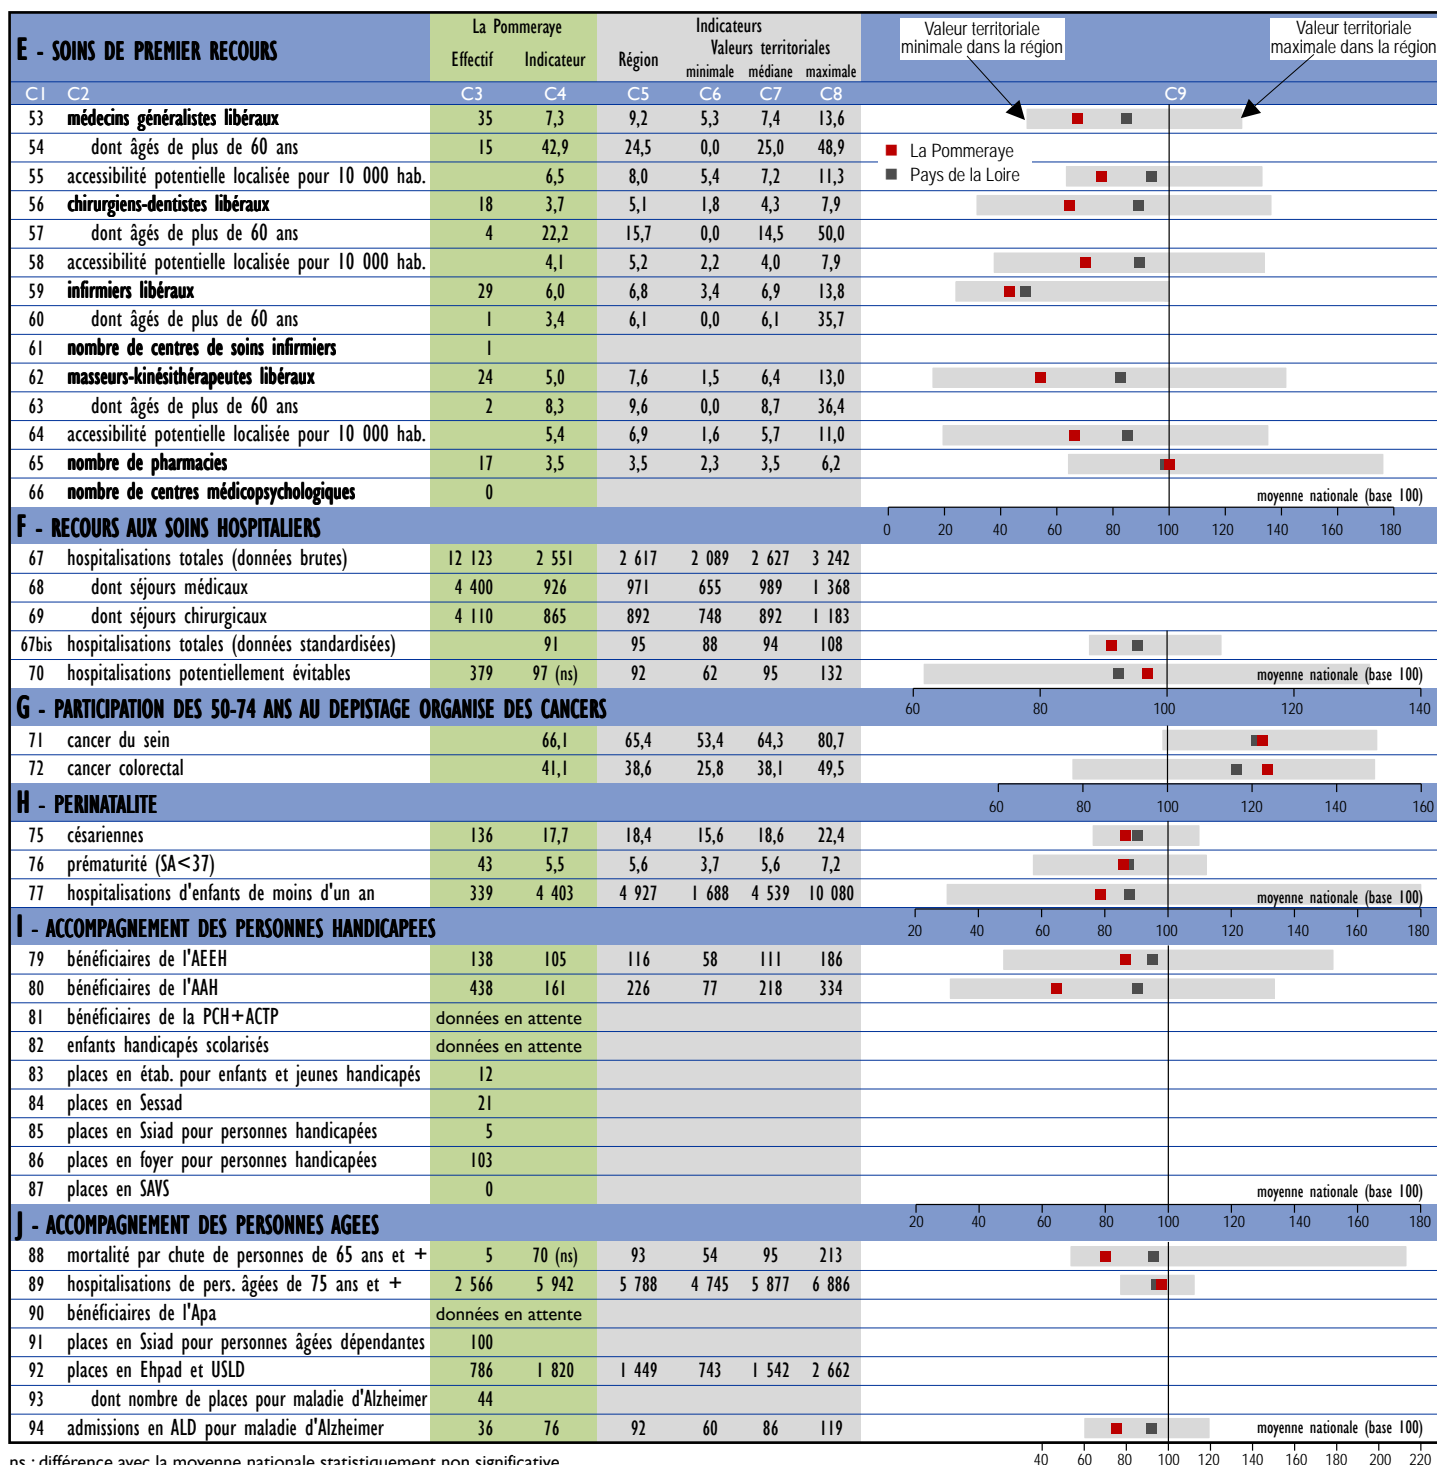 La Pommeraye Indicateurs
E - SOINS DE PREMIER RECOURS Effectif Indicateur Région Valeurs territoriales
minimale médiane maximale
Valeur territoriale minimale dans la région
Valeur territoriale maximale dans la région
C1 C2 C3 C4 C5 C6 C7 C8 C9
53 médecins généralistes libéraux 35 7,3 9,2 5,3 7,4 13,6
54 dont âgés de plus de 60 ans 15 42,9 24,5 0,0 25,0 48,9
La Pommeraye
55 accessibilité potentielle localisée pour 10 000 hab. 6,5 8,0 5,4 7,2 11,3
Pays de la Loire
56 chirurgiens-dentistes libéraux 18 3,7 5,1 1,8 4,3 7,9
57 dont âgés de plus de 60 ans 4 22,2 15,7 0,0 14,5 50,0
58 accessibilité potentielle localisée pour 10 000 hab. 4,1 5,2 2,2 4,0 7,9
59 infirmiers libéraux 29 6,0 6,8 3,4 6,9 13,8
60 dont âgés de plus de 60 ans 1 3,4 6,1 0,0 6,1 35,7
61 nombre de centres de soins infirmiers 1
62 masseurs-kinésithérapeutes libéraux 24 5,0 7,6 1,5 6,4 13,0
63 dont âgés de plus de 60 ans 2 8,3 9,6 0,0 8,7 36,4
64 accessibilité potentielle localisée pour 10 000 hab. 5,4 6,9 1,6 5,7 11,0
65 nombre de pharmacies 17 3,5 3,5 2,3 3,5 6,2
66 nombre de centres médicopsychologiques 0 moyenne nationale (base 100)
F - RECOURS AUX SOINS HOSPITALIERS 0 20 40 60 80 100 120 140 160 180
67 hospitalisations totales (données brutes) 12 123 2 551 2 617 2 089 2 627 3 242
68 dont séjours médicaux 4 400 926 971 655 989 1 368
69 dont séjours chirurgicaux 4 110 865 892 748 892 1 183
67bis hospitalisations totales (données standardisées) 91 95 88 94 108
70 hospitalisations potentiellement évitables 379 97 (ns) 92 62 95 132 moyenne nationale (base 100)
G - PARTICIPATION DES 50-74 ANS AU DEPISTAGE ORGANISE DES CANCERS 60 80 100 120 140
71 cancer du sein 66,1 65,4 53,4 64,3 80,7
72 cancer colorectal 41,1 38,6 25,8 38,1 49,5
H - PERINATALITE 60 80 100 120 140 160
75 césariennes 136 17,7 18,4 15,6 18,6 22,4
76 prématurité (SA<37) 43 5,5 5,6 3,7 5,6 7,2
77 hospitalisations d'enfants de moins d'un an 339 4 403 4 927 1 688 4 539 10 080 moyenne nationale (base 100)
I - ACCOMPAGNEMENT DES PERSONNES HANDICAPEES 20 40 60 80 100 120 140 160 180
79 bénéficiaires de l'AEEH 138 105 116 58 111 186
80 bénéficiaires de l'AAH 438 161 226 77 218 334
81 bénéficiaires de la PCH+ACTP données en attente
82 enfants handicapés scolarisés données en attente
83 places en étab. pour enfants et jeunes handicapés 12
84 places en Sessad 21
85 places en Ssiad pour personnes handicapées 5
86 places en foyer pour personnes handicapées 103
87 places en SAVS 0 moyenne nationale (base 100)
J - ACCOMPAGNEMENT DES PERSONNES AGEES 20 40 60 80 100 120 140 160 180
88 mortalité par chute de personnes de 65 ans et + 5 70 (ns) 93 54 95 213
89 hospitalisations de pers. âgées de 75 ans et + 2 566 5 942 5 788 4 745 5 877 6 886
90 bénéficiaires de l'Apa données en attente
91 places en Ssiad pour personnes âgées dépendantes 100
92 places en Ehpad et USLD 786 1 820 1 449 743 1 542 2 662
93 dont nombre de places pour maladie d'Alzheimer 44
94 admissions en ALD pour maladie d'Alzheimer 36 76 92 60 86 119 moyenne nationale (base 100)
40 60 80 100 120 140 160 180 200 220
ns : différence avec la moyenne nationale statistiquement non significative